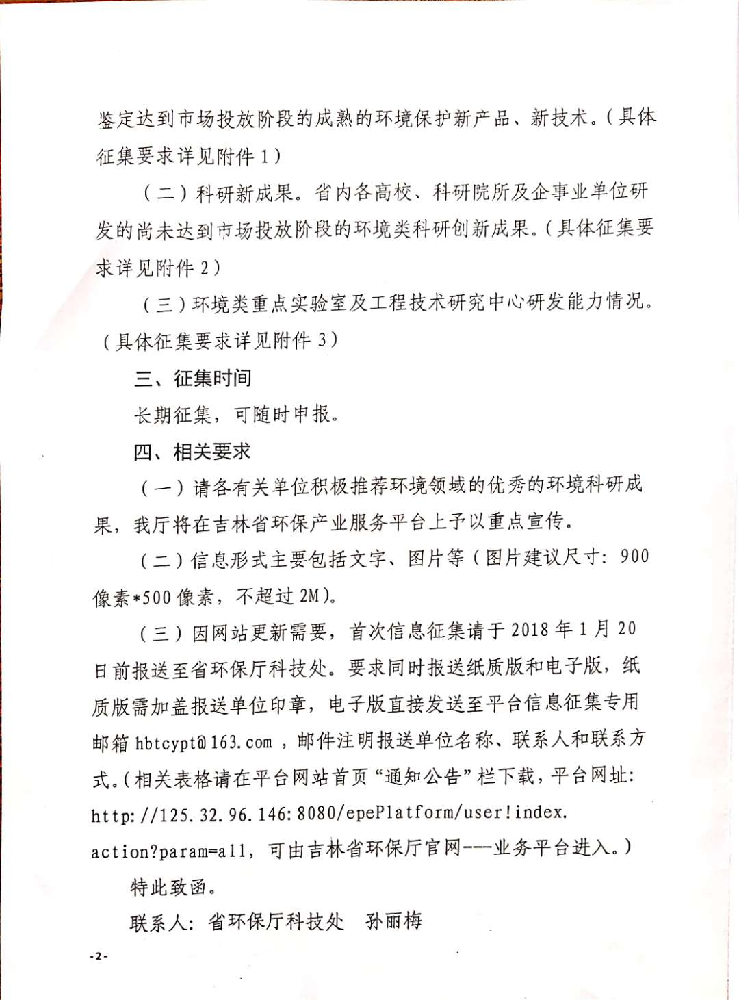 鉴定达到市场投放阶段的成熟的环境保护新产品、新技术。(具体
征集要求详见附件1)
(二)科研新成果。省内各高校、科研院所及企事业单位研
发的尚未达到市场投放阶段的环境类科研创新成果。(具体征集要
求详见附件2)
(三)环境类重点实验室及工程技术研究中心研发能力情况。
(具体征集要求详见附件3)
三、征集时间
长期征集，可随时申报。
四、相关要求
(一)请各有关单位积极推荐环境领域的优秀的环境科研成
果，我厅将在吉林省环保产业服务平台上予以重点宣传。
(二)信息形式主要包括文字、图片等(图片建议尺寸：900
像素*500像素，不超过2M)。
(三)因网站更新需要，首次信息征集请于2018年1月20
日前报送至省环保厅科技处。要求同时报送纸质版和电子版，纸
质版需加盖报送单位印章，电子版直接发送至平台信息征集专用
邮箱hbtcypt@163.com，邮件注明报送单位名称、联系人和联系方
式。(相关表格请在平台网站首页“通知公告”栏下载，平台网址：
http://125.32.96.146:8080/epePlatform/user!index.
action?param=all，可由吉林省环保厅官网---业务平台进入。)
特此致函。
联系人：省环保厅科技处 孙丽梅
-2-